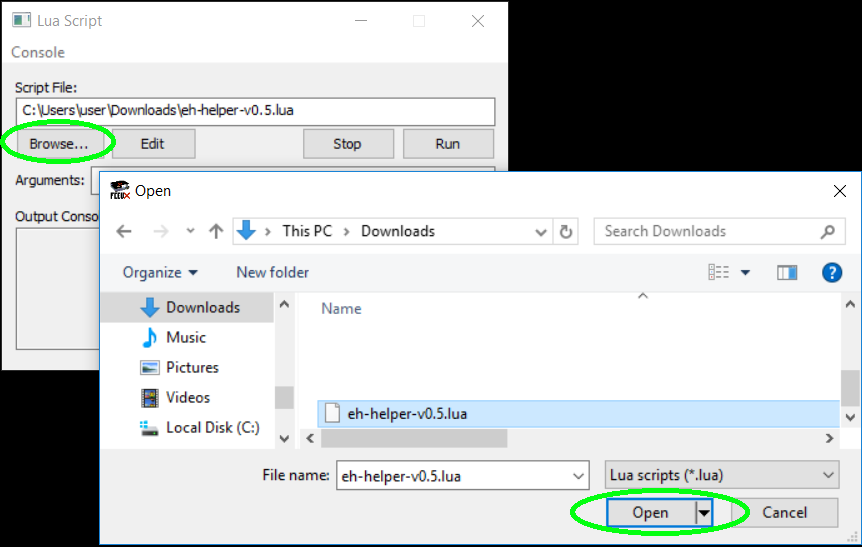 Lua Script
Console
Script File:
C:\Users\user\Downloads\eh-helper-v0.5.lua
Browse... Edit Stop Run
Arguments:
Output Conso
FCEUX Open
This PC > Downloads
Search Downloads
Organize New folder
Downloads
Name
Music
Pictures
Videos
eh-helper-v0.5.lua
Local Disk (C:)
File name: eh-helper-v0.5.lua Lua scripts (*.lua)
Open Cancel